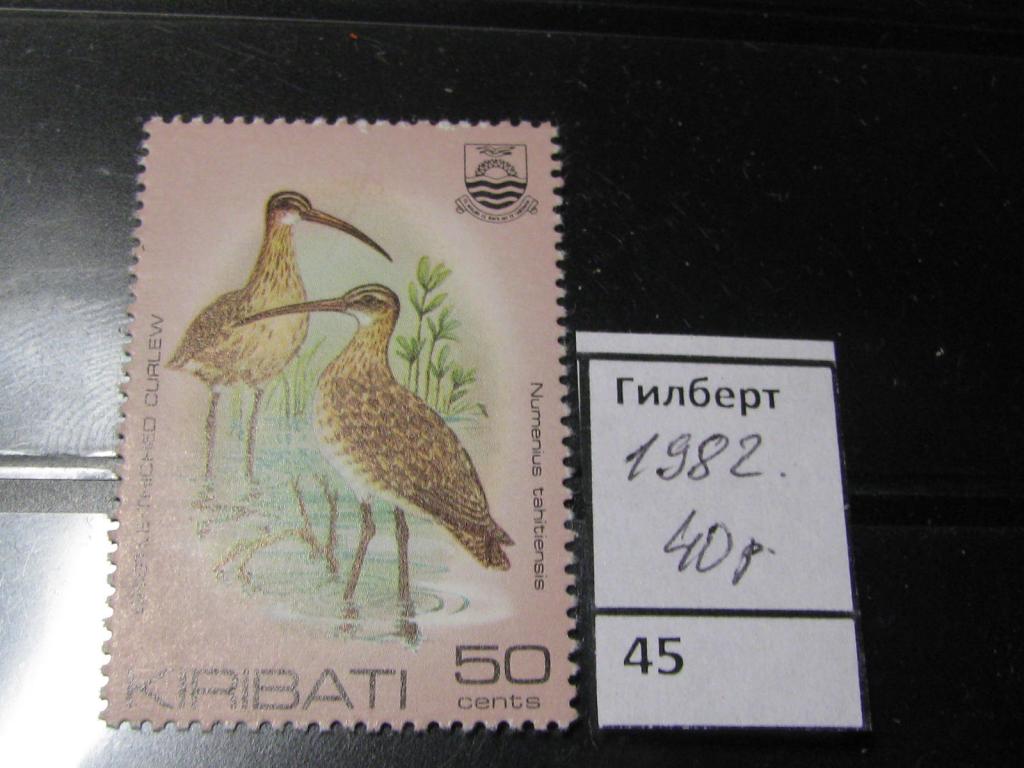 CURLEW
Numenius tahitiensis
KIRIBATI
50
cents
Гилберт
1982.
40р
45